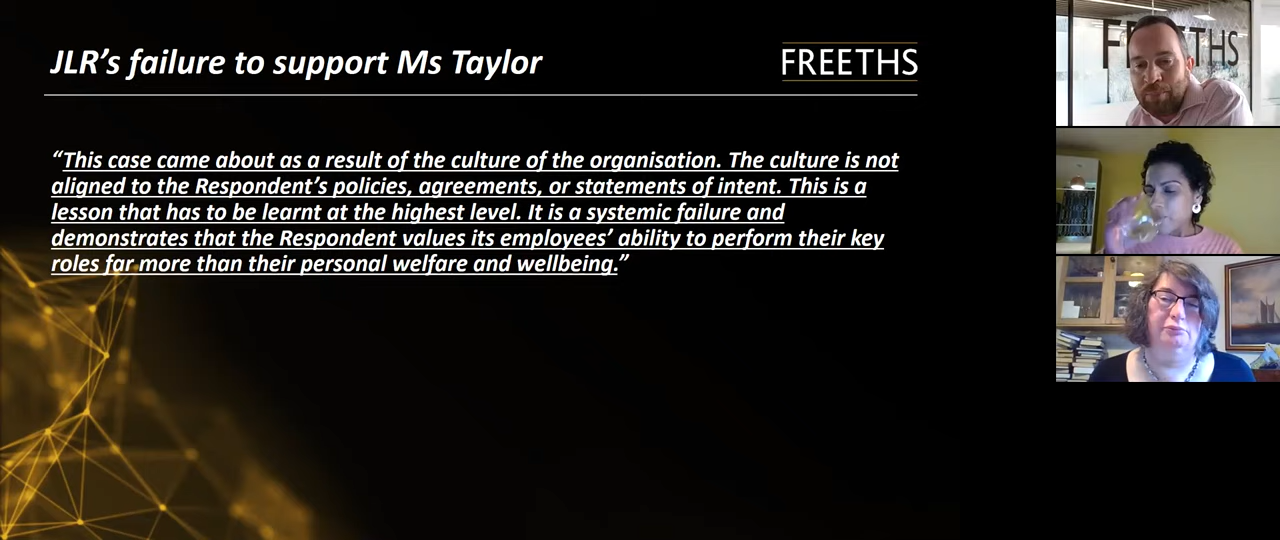 JLR’s failure to support Ms Taylor
FREETHS
“This case came about as a result of the culture of the organisation. The culture is not
aligned to the Respondent’s policies, agreements, or statements of intent. This is a
lesson that has to be learnt at the highest level. It is a systemic failure and
demonstrates that the Respondent values its employees’ ability to perform their key
roles far more than their personal welfare and wellbeing.”
FREETHS